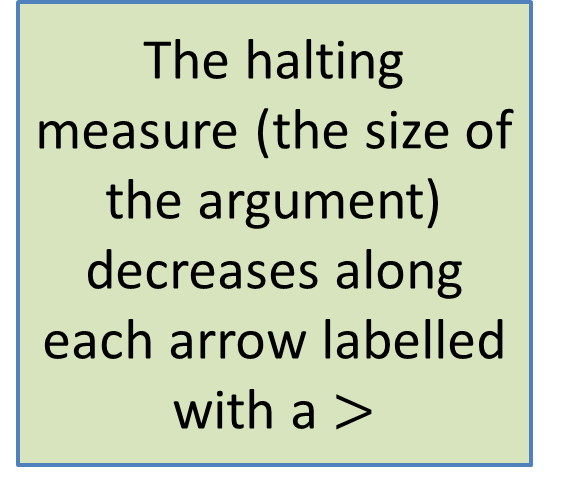 The halting
measure (the size of
the argument)
decreases along
each arrow labelled
with a >